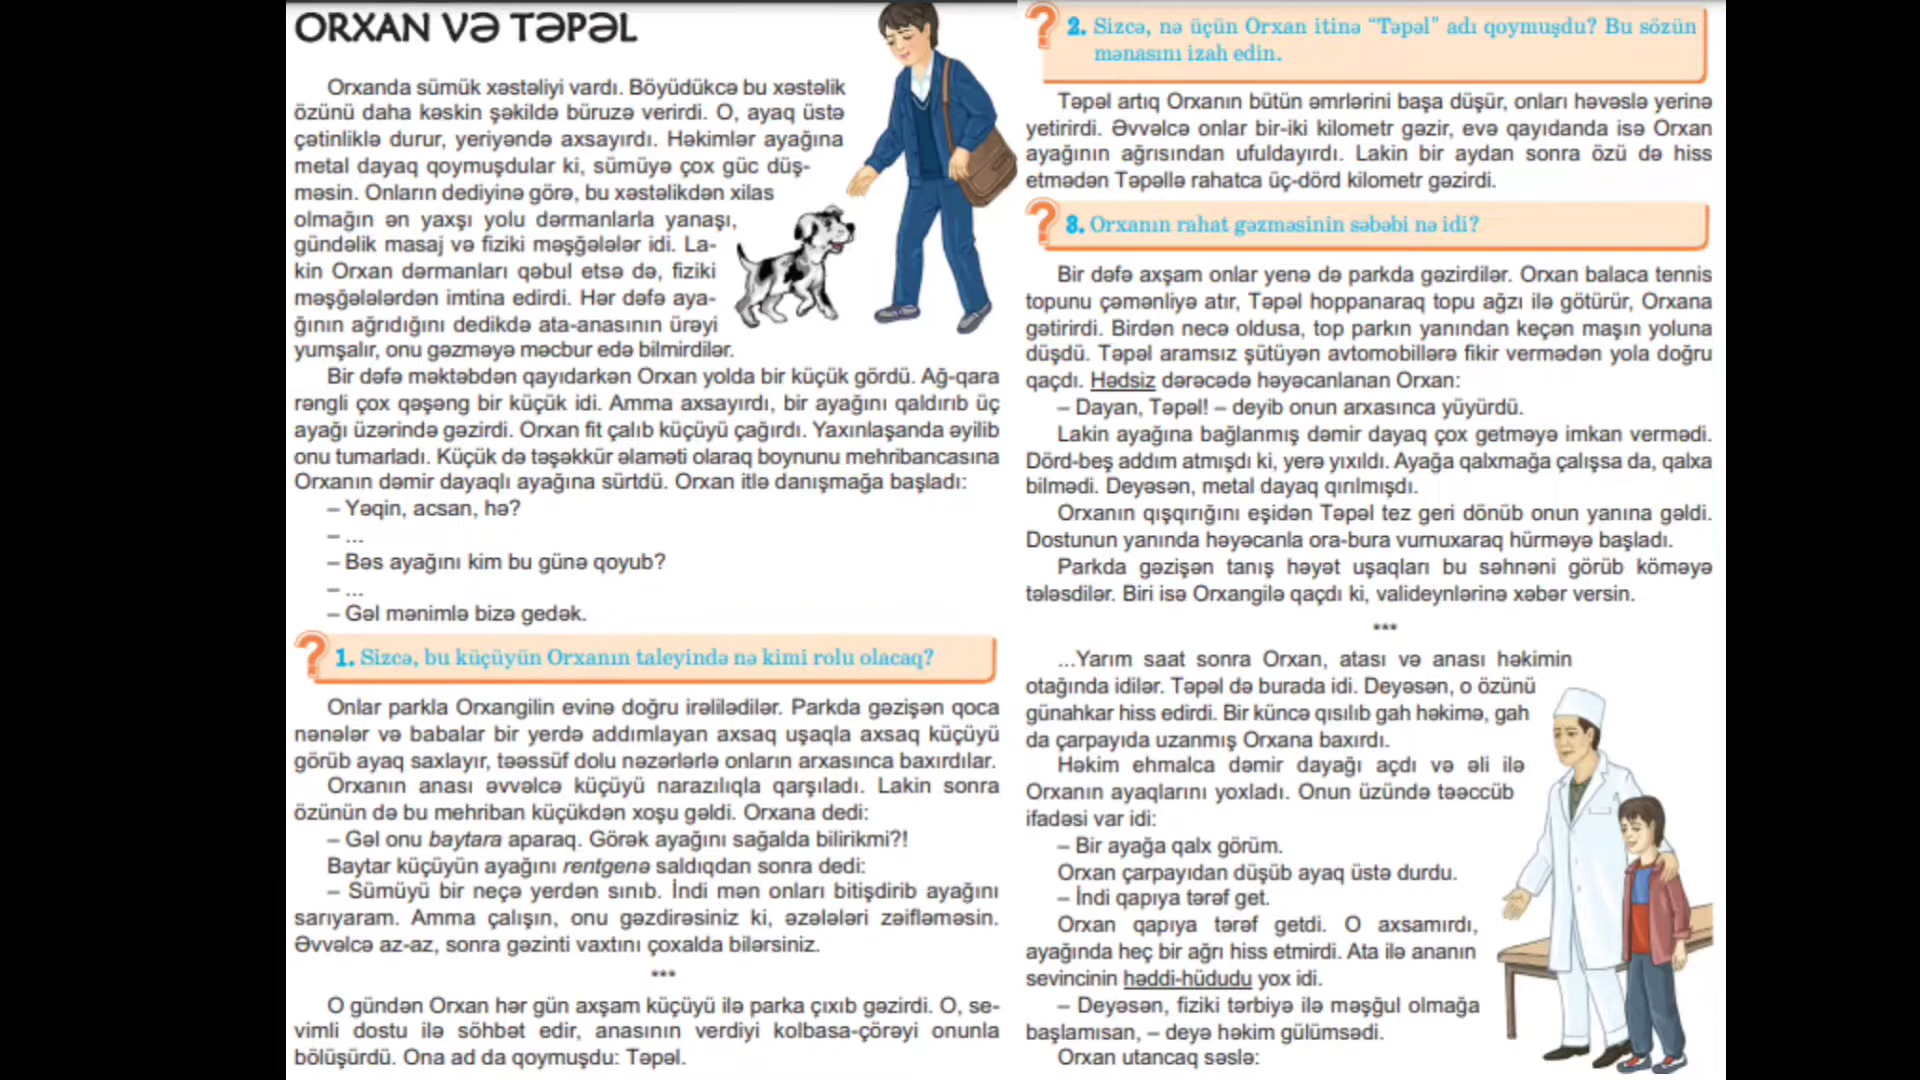 ORXAN VƏ TƏPƏL
Orxanda sümük xəstəliyi vardı. Böyüdükcə bu xəstəlik
özünü daha kəskin şəkildə büruzə verirdi. O, ayaq üstə
çətinliklə durur, yeriyəndə axsayırdı. Həkimlər ayağına
metal dayaq qoymuşdular ki, sümüyə çox güc düş-
məsin. Onların dediyinə görə, bu xəstəlikdən xilas
olmağın ən yaxşı yolu dərmanlarla yanaşı,
gündəlik masaj və fiziki məşğələlər idi. La-
kin Orxan dərmanları qəbul etsə də, fiziki
məşğələlərdən imtina edirdi. Hər dəfə aya-
ğının ağrıdığını dedikdə ata-anasının ürəyi
yumşalır, onu gəzməyə məcbur edə bilmirdilər.
Bir dəfə məktəbdən qayıdarkən Orxan yolda bir küçük gördü. Ağ-qara
rəngli çox qəşəng bir küçük idi. Amma axsayırdı, bir ayağını qaldırıb üç
ayağı üzərində gəzirdi. Orxan fit çalıb küçüyü çağırdı. Yaxınlaşanda əyilib
onu tumarladı. Küçük də təşəkkür əlaməti olaraq boynunu mehribancasına
Orxanın dəmir dayaqlı ayağına sürtdü. Orxan itlə danışmağa başladı:
– Yəqin, acsan, hə?
– ...
– Bəs ayağını kim bu günə qoyub?
– ...
– Gəl mənimlə bizə gedək.
? 1. Sizcə, bu küçüyün Orxanın taleyində nə kimi rolu olacaq?
Onlar parkla Orxangilin evinə doğru irəlilədilər. Parkda gəzişən qoca
nənələr və babalar bir yerdə addımlayan axsaq uşaqla axsaq küçüyü
görüb ayaq saxlayır, təəssüf dolu nəzərlərlə onların arxasınca baxırdılar.
Orxanın anası əvvəlcə küçüyü narazılıqla qarşıladı. Lakin sonra
özünün də bu mehriban küçükdən xoşu gəldi. Orxana dedi:
– Gəl onu baytara aparaq. Görək ayağını sağalda bilirikmi?!
Baytar küçüyün ayağını rentgenə saldıqdan sonra dedi:
– Sümüyü bir neçə yerdən sınıb. İndi mən onları bitişdirib ayağını
sarıyaram. Amma çalışın, onu gəzdirəsiniz ki, əzələləri zəifləməsin.
Əvvəlcə az-az, sonra gəzinti vaxtını çoxalda bilərsiniz.
***
O gündən Orxan hər gün axşam küçüyü ilə parka çıxıb gəzirdi. O, se-
vimli dostu ilə söhbət edir, anasının verdiyi kolbasa-çörəyi onunla
bölüşürdü. Ona ad da qoymuşdu: Təpəl.
? 2. Sizcə, nə üçün Orxan itinə “Təpəl” adı qoymuşdu? Bu sözün
mənasını izah edin.
Təpəl artıq Orxanın bütün əmrlərini başa düşür, onları həvəslə yerinə
yetirirdi. Əvvəlcə onlar bir-iki kilometr gəzir, evə qayıdanda isə Orxan
ayağının ağrısından ufuldayırdı. Lakin bir aydan sonra özü də hiss
etmədən Təpəllə rahatca üç-dörd kilometr gəzirdi.
? 3. Orxanın rahat gəzməsinin səbəbi nə idi?
Bir dəfə axşam onlar yenə də parkda gəzirdilər. Orxan balaca tennis
topunu çəmənliyə atır, Təpəl hoppanaraq topu ağzı ilə götürür, Orxana
gətirirdi. Birdən necə oldusa, top parkın yanından keçən maşın yoluna
düşdü. Təpəl aramsız şütüyən avtomobillərə fikir vermədən yola doğru
qaçdı. Hədsiz dərəcədə həyəcanlanan Orxan:
– Dayan, Təpəl! – deyib onun arxasınca yüyürdü.
Lakin ayağına bağlanmış dəmir dayaq çox getməyə imkan vermədi.
Dörd-beş addım atmışdı ki, yerə yıxıldı. Ayağa qalxmağa çalışsa da, qalxa
bilmədi. Deyəsən, metal dayaq qırılmışdı.
Orxanın qışqırığını eşidən Təpəl tez geri dönüb onun yanına gəldi.
Dostunun yanında həyəcanla ora-bura vurnuxaraq hürməyə başladı.
Parkda gəzişən tanış həyət uşaqları bu səhnəni görüb köməyə
tələsdilər. Biri isə Orxangilə qaçdı ki, valideynlərinə xəbər versin.
***
...Yarım saat sonra Orxan, atası və anası həkimin
otağında idilər. Təpəl də burada idi. Deyəsən, o özünü
günahkar hiss edirdi. Bir küncə qısılıb gah həkimə, gah
da çarpayıda uzanmış Orxana baxırdı.
Həkim ehmalca dəmir dayağı açdı və əli ilə
Orxanın ayaqlarını yoxladı. Onun üzündə təəccüb
ifadəsi var idi:
– Bir ayağa qalx görüm.
Orxan çarpayıdan düşüb ayaq üstə durdu.
– İndi qapıya tərəf get.
Orxan qapıya tərəf getdi. O axsamırdı,
ayağında heç bir ağrı hiss etmirdi. Ata ilə ananın
sevincinin həddi-hüdudu yox idi.
– Deyəsən, fiziki tərbiyə ilə məşğul olmağa
başlamısan, – deyə həkim gülümsədi.
Orxan utancaq səslə: